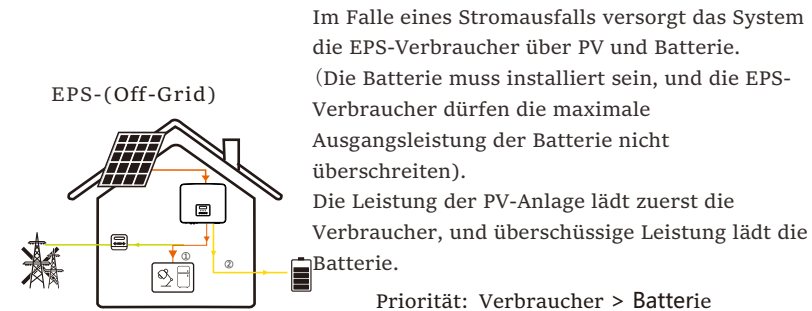 Im Falle eines Stromausfalls versorgt das System
die EPS-Verbraucher über PV und Batterie.
（Die Batterie muss installiert sein, und die EPS-
Verbraucher dürfen die maximale
Ausgangsleistung der Batterie nicht
überschreiten).
Die Leistung der PV-Anlage lädt zuerst die
Verbraucher, und überschüssige Leistung lädt die
Batterie.
Priorität: Verbraucher > Batterie
EPS-(Off-Grid)
①
②